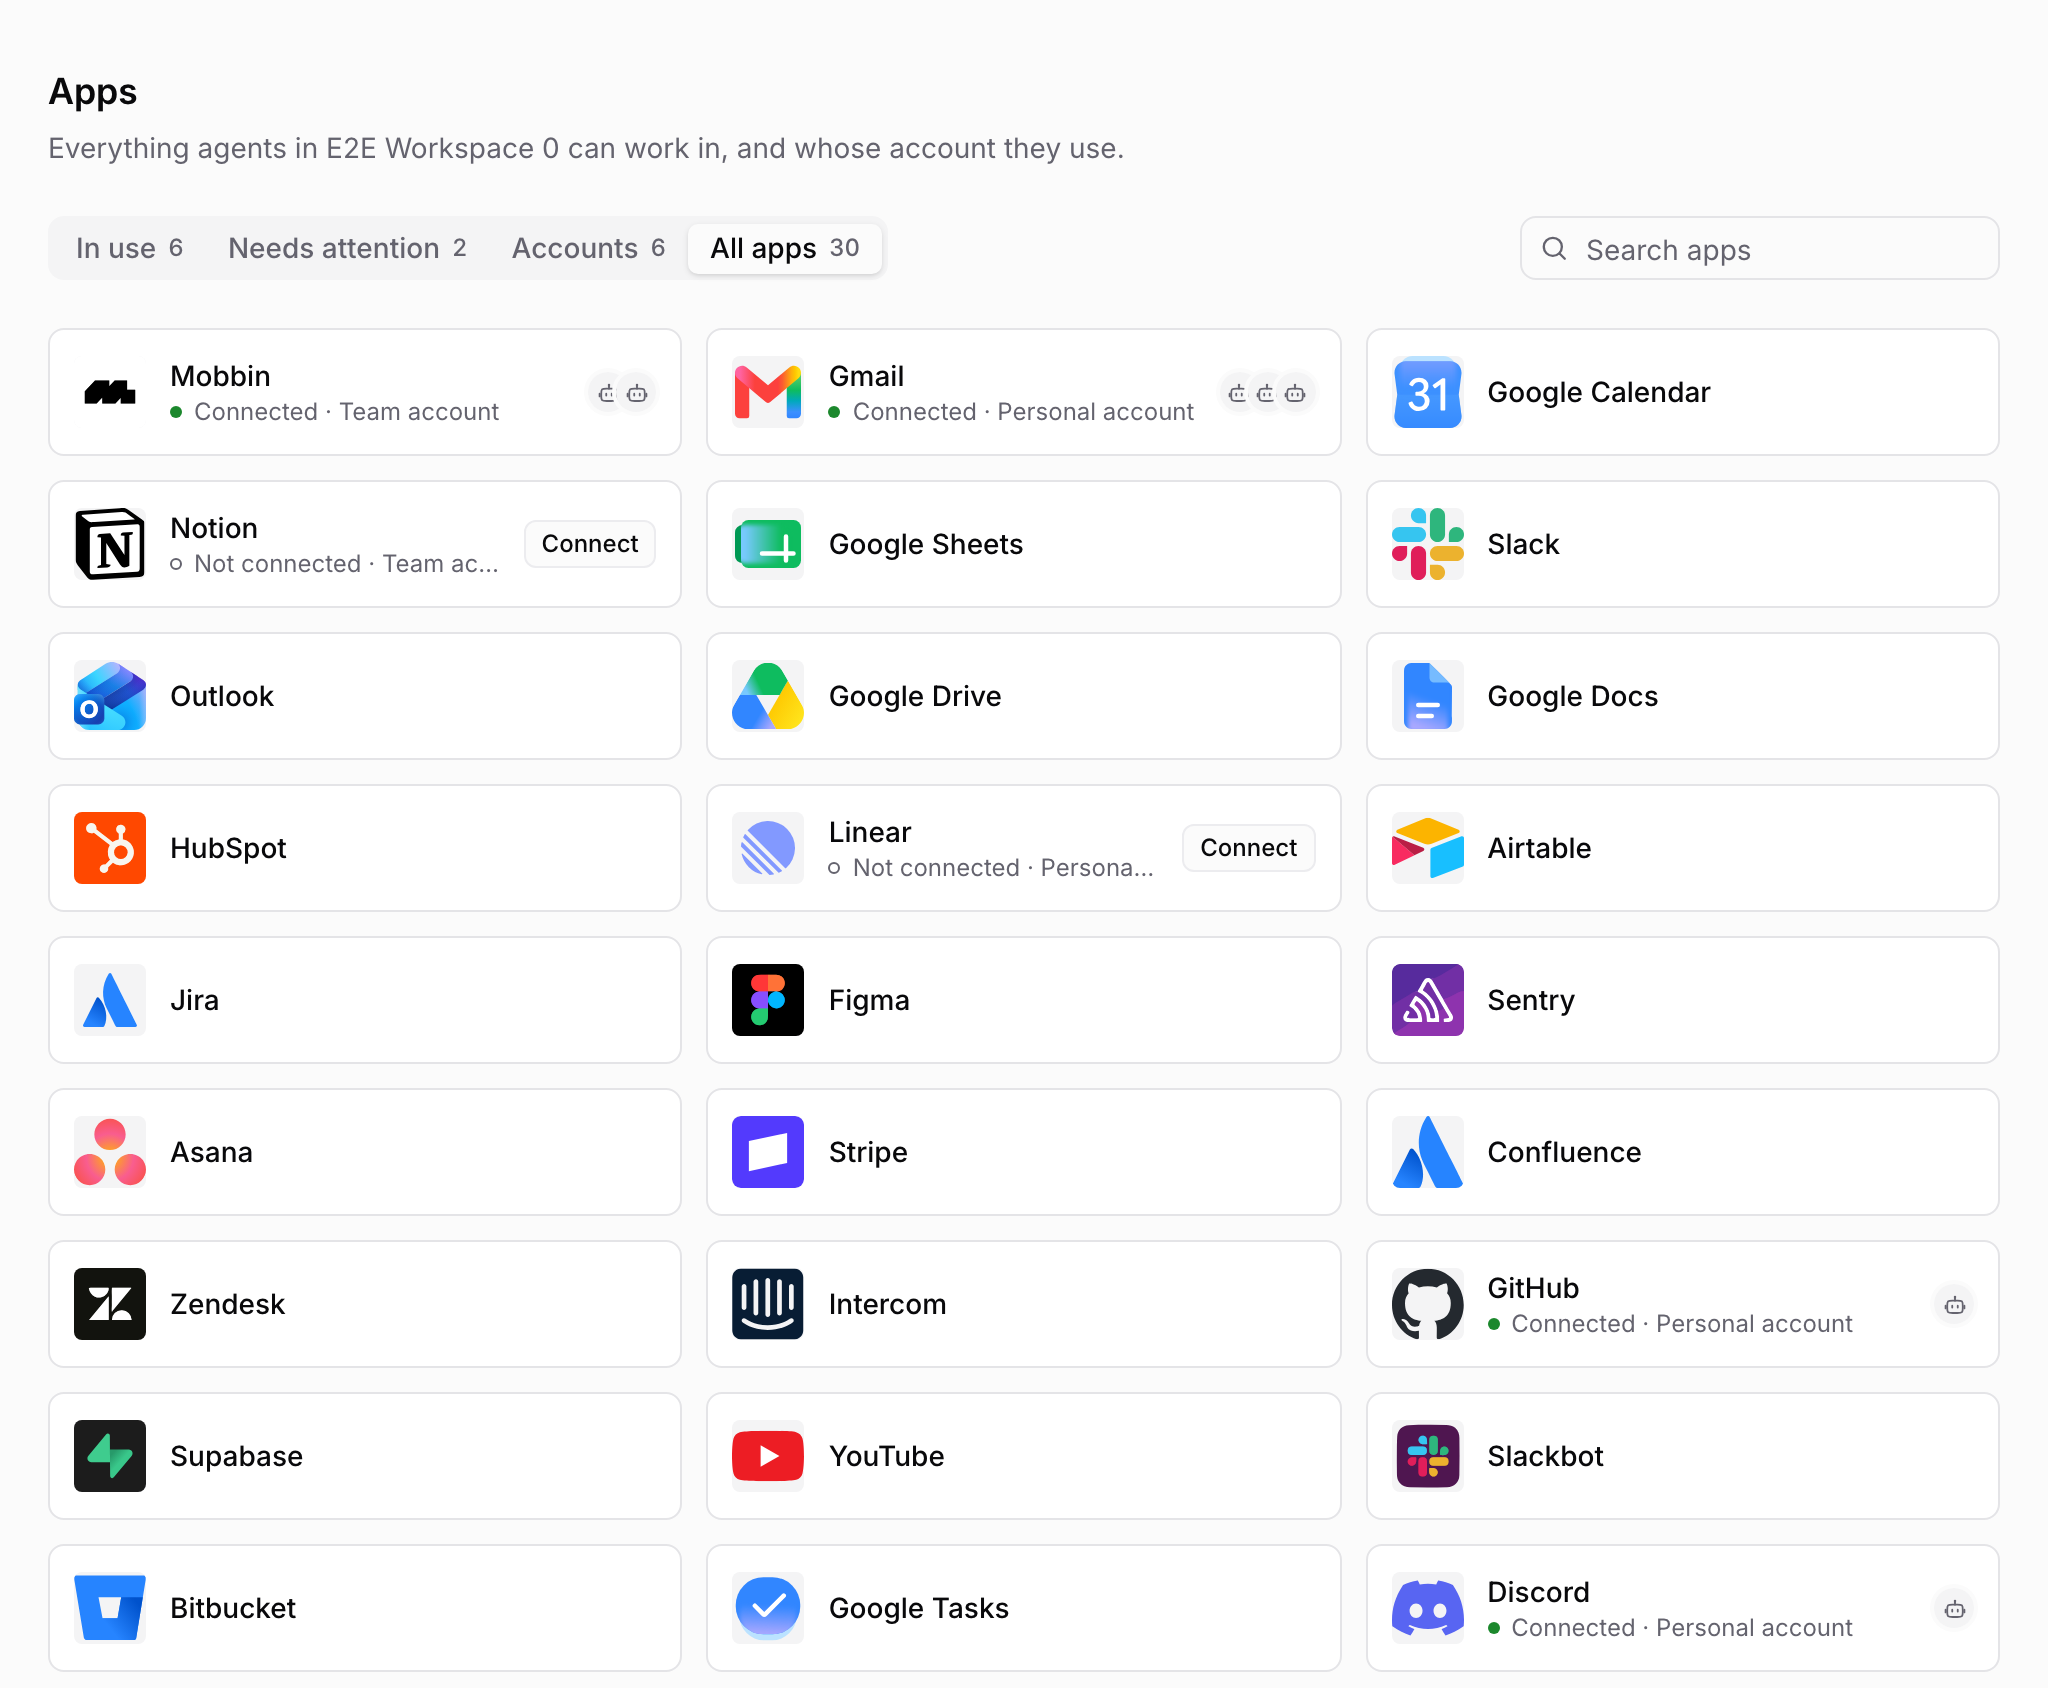 Apps
Everything agents in E2E Workspace 0 can work in, and whose account they use.
In use 6 Needs attention 2 Accounts 6 All apps 30
Search apps
Mobbin
Connected · Team account
Gmail
Connected · Personal account
31
Google Calendar
N
Notion
Not connected · Team ac...
Connect
Google Sheets
Slack
O
Outlook
Google Drive
Google Docs
HubSpot
Linear
Not connected · Persona...
Connect
Airtable
Jira
Figma
Sentry
Asana
Stripe
Confluence
Zendesk
Intercom
GitHub
Connected · Personal account
Supabase
YouTube
Slackbot
Bitbucket
Google Tasks
Discord
Connected · Personal account